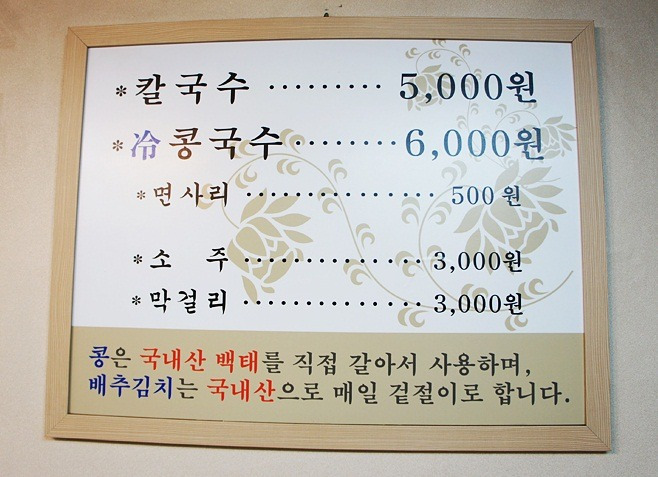 *칼국수 ········· 5,000원
*冷콩국수 ········ 6,000원
*면사리 ·············· 500원
*소 주 ·············· 3,000원
*막걸리 ·············· 3,000원
콩은 국내산 백태를 직접 갈아서 사용하며,
배추김치는 국내산으로 매일 겉절이로 합니다.